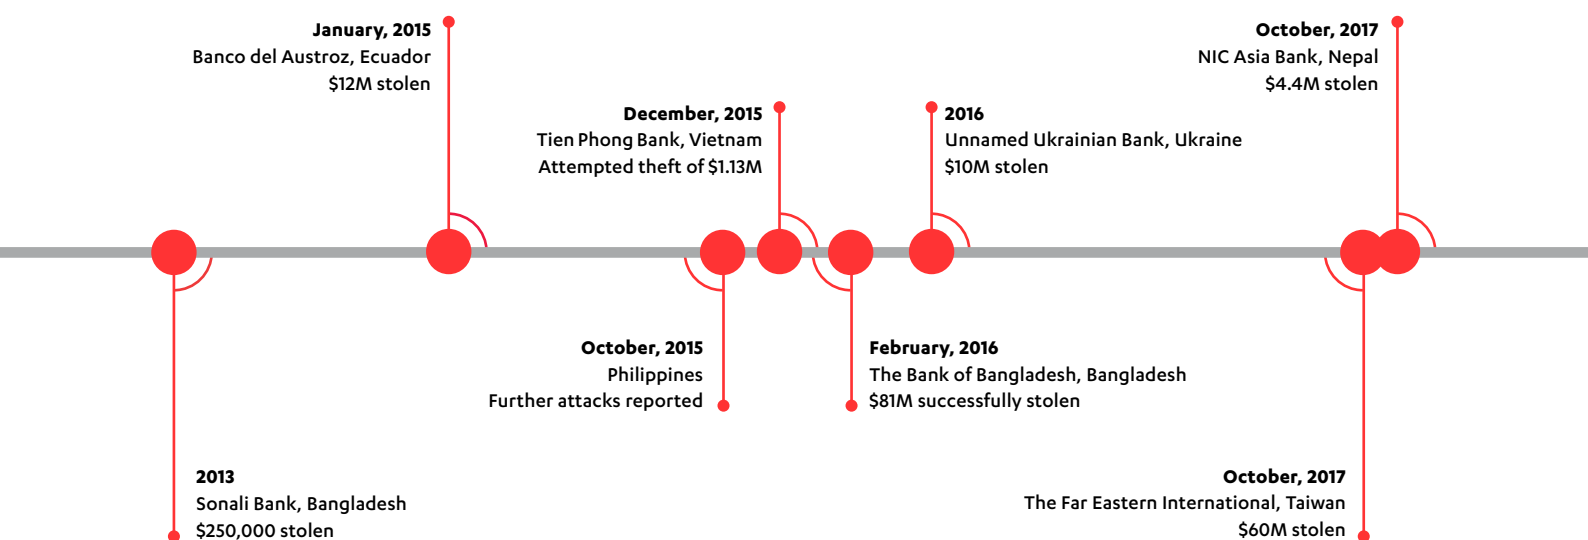 January, 2015
Banco del Austroz, Ecuador
$12M stolen
October, 2017
NIC Asia Bank, Nepal
$4.4M stolen
December, 2015
Tien Phong Bank, Vietnam
Attempted theft of $1.13M
2016
Unnamed Ukrainian Bank, Ukraine
$10M stolen
October, 2015
Philippines
Further attacks reported
February, 2016
The Bank of Bangladesh, Bangladesh
$81M successfully stolen
2013
Sonali Bank, Bangladesh
$250,000 stolen
October, 2017
The Far Eastern International, Taiwan
$60M stolen